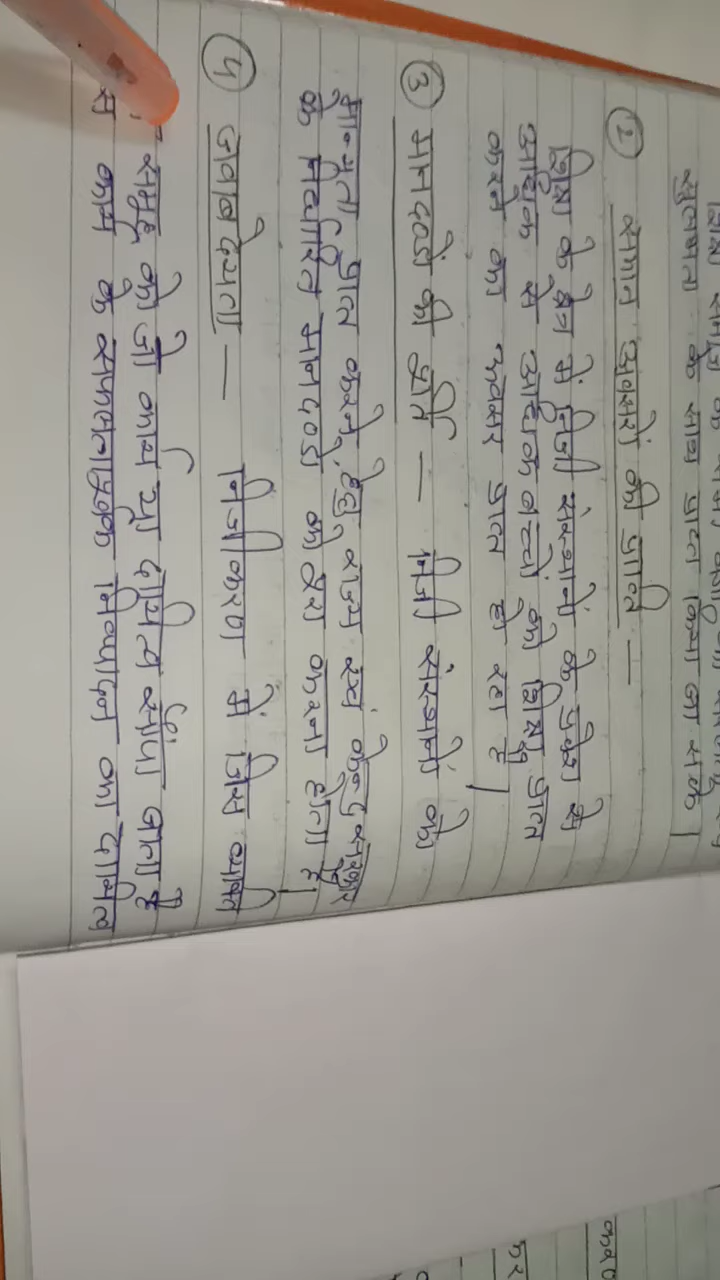 सुलभता के साथ प्राप्त किया जा सके।
② समान अवसरों की प्राप्ति —
शिक्षा के क्षेत्र में निजी संस्थानों के प्रवेश से
अधिक से अधिक बच्चों को शिक्षा प्राप्त
करने का अवसर प्राप्त हो रहा है।
③ मानदण्डों की पूर्ति — निजी संस्थानों को
मान्यता प्राप्त करने हेतु राज्य एवं केन्द्र सरकार
के निर्धारित मानदण्डों को पूरा करना होता है।
④ जवाबदेयता — निजीकरण में जिस व्यक्ति
समूह को जो कार्य या दायित्व सौंपा जाता है
काम के सफलतापूर्वक निष्पादन का दायित्व